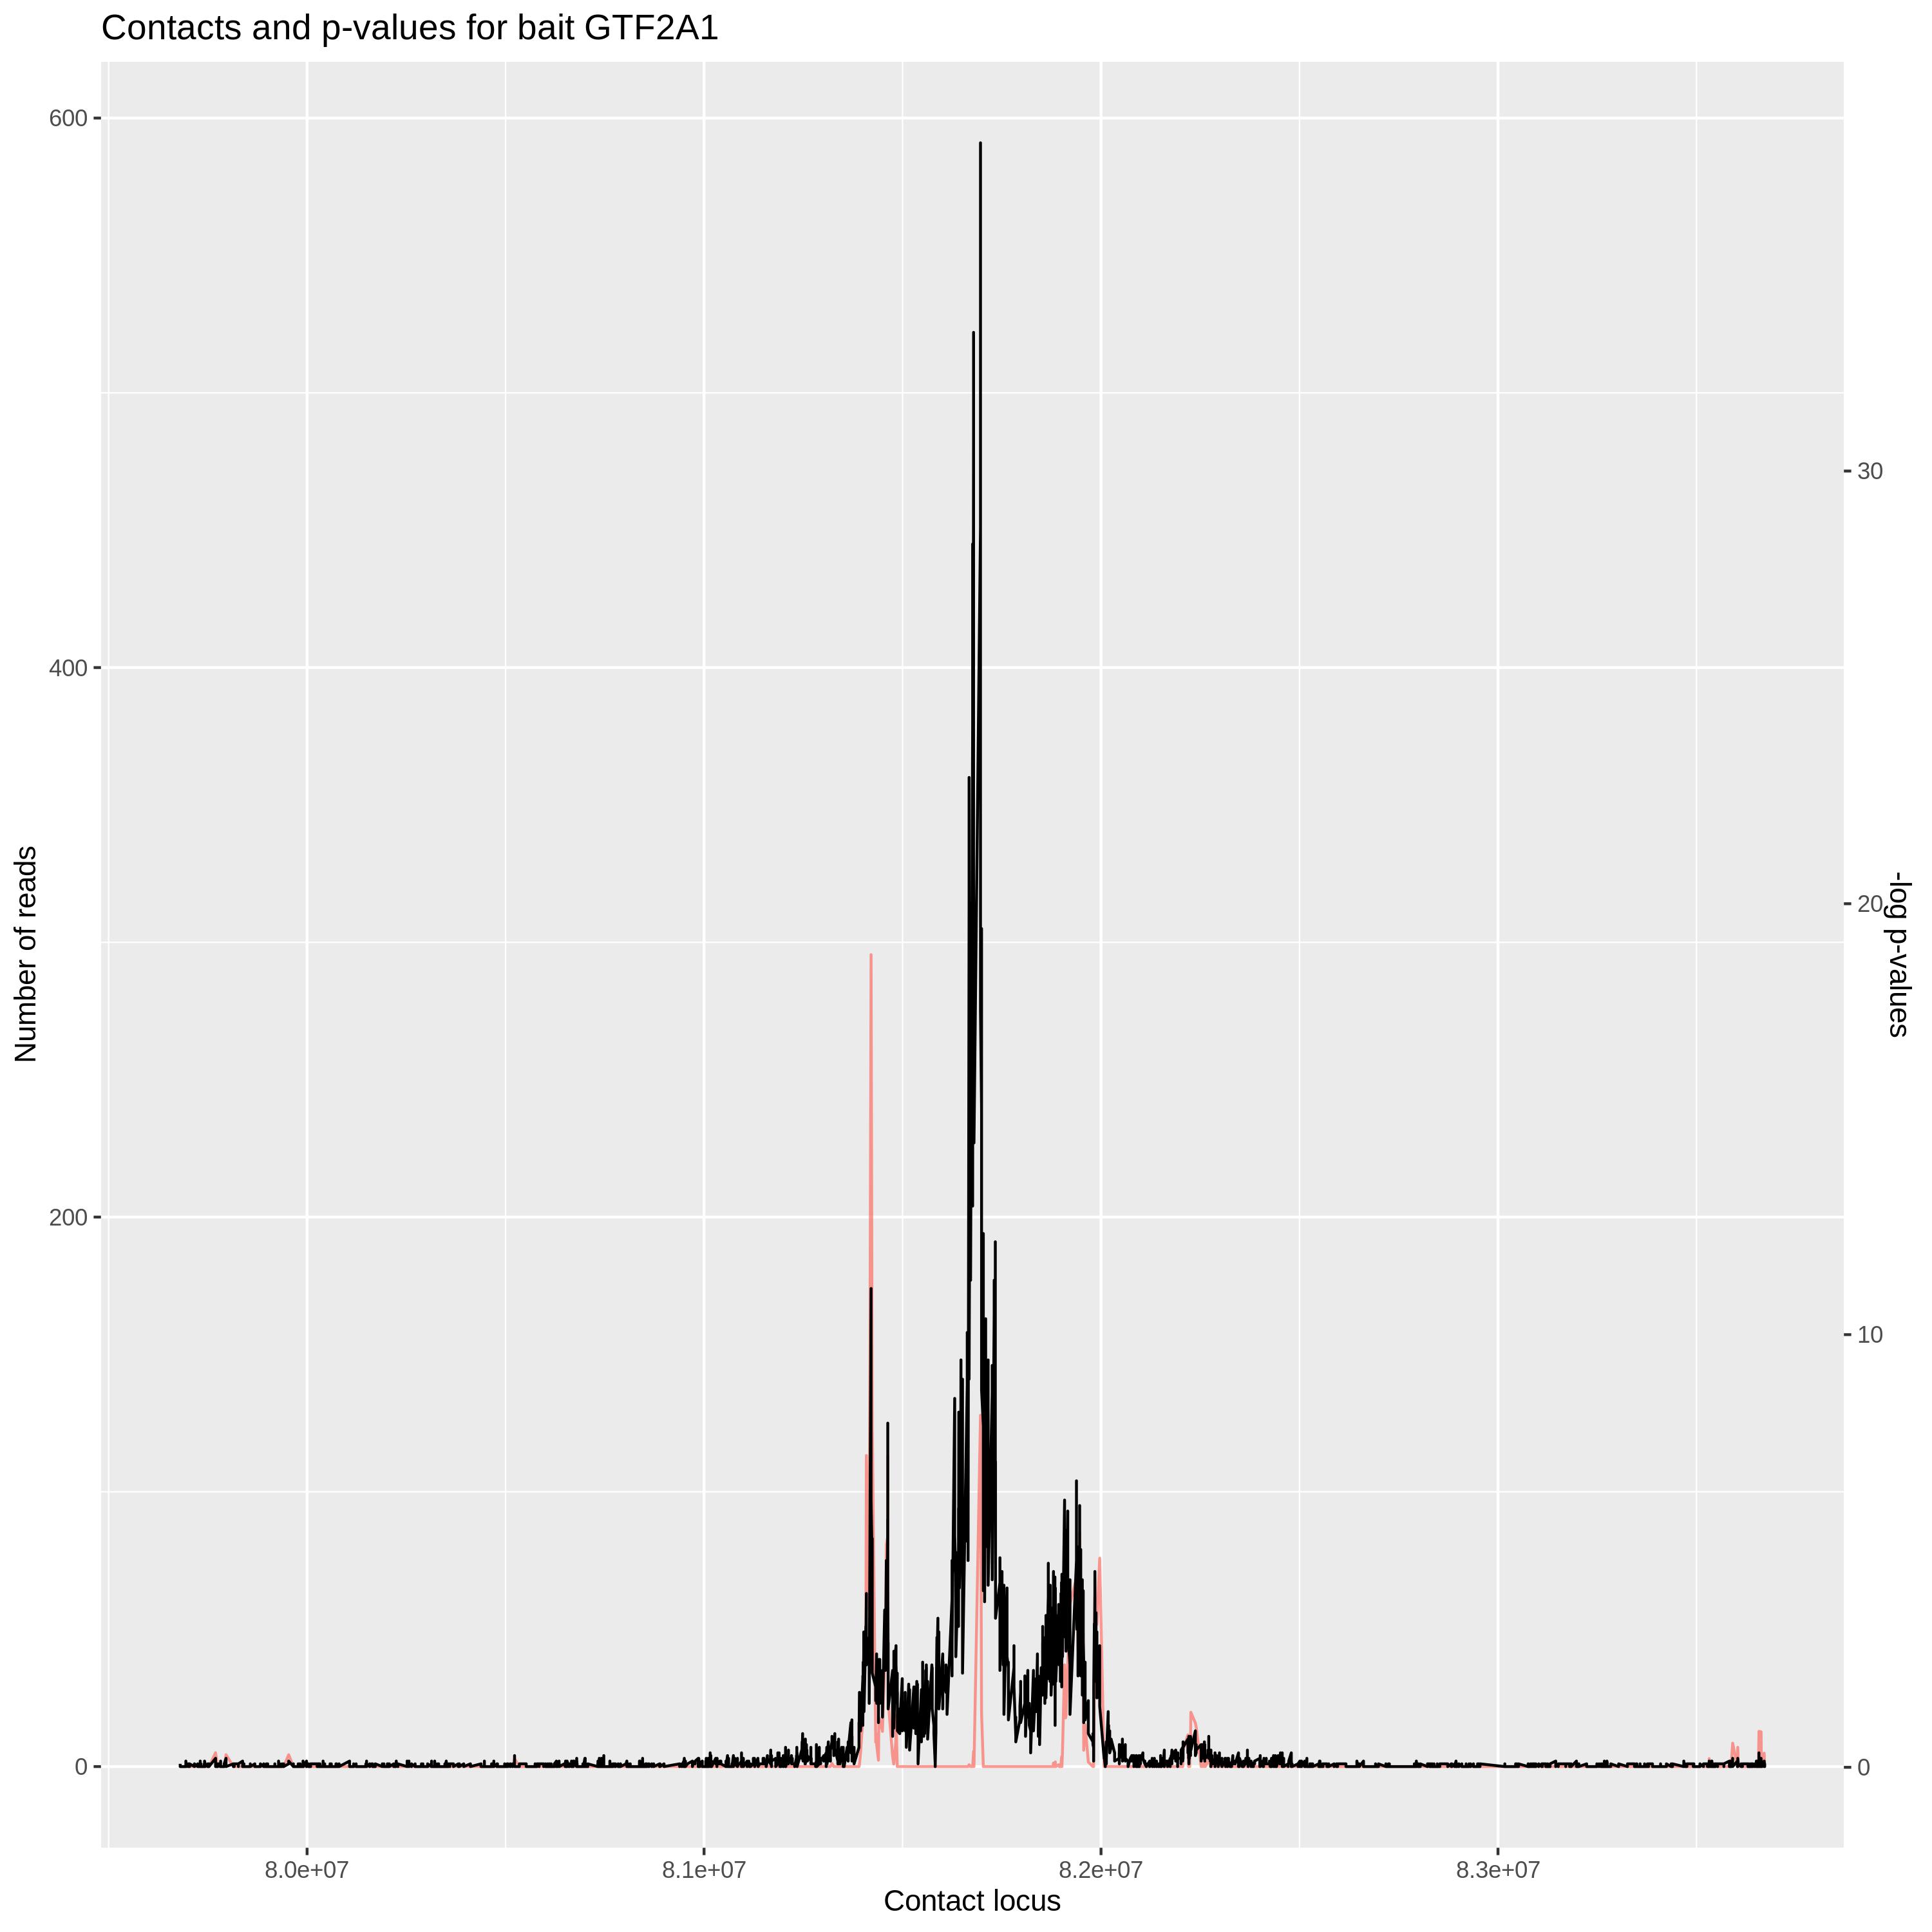 Contacts and p-values for bait GTF2A1
600
400
200
0
Number of reads
30
20
10
0
-log p-values
8.0e+07
8.1e+07
8.2e+07
8.3e+07
Contact locus